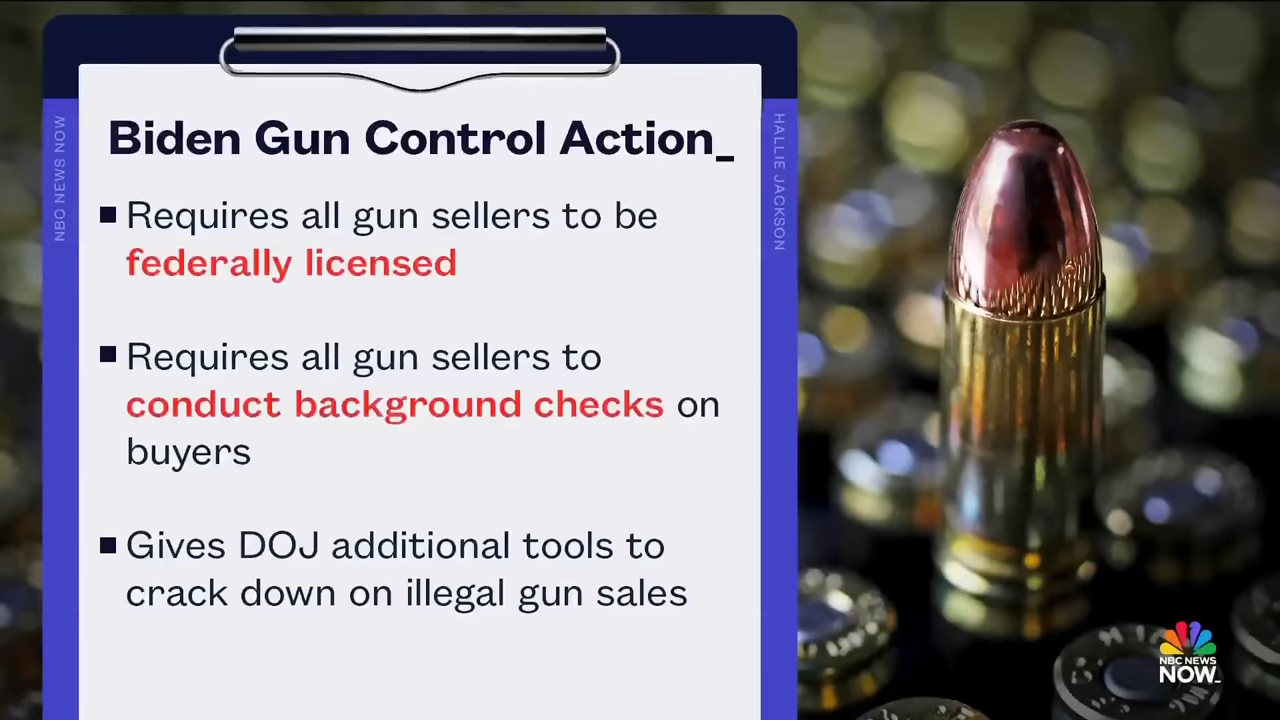 Biden Gun Control Action_
NBC NEWS NOW
HALLIE JACKSON
■ Requires all gun sellers to be
federally licensed
■ Requires all gun sellers to
conduct background checks on
buyers
■ Gives DOJ additional tools to
crack down on illegal gun sales
NBC NEWS
NOW_